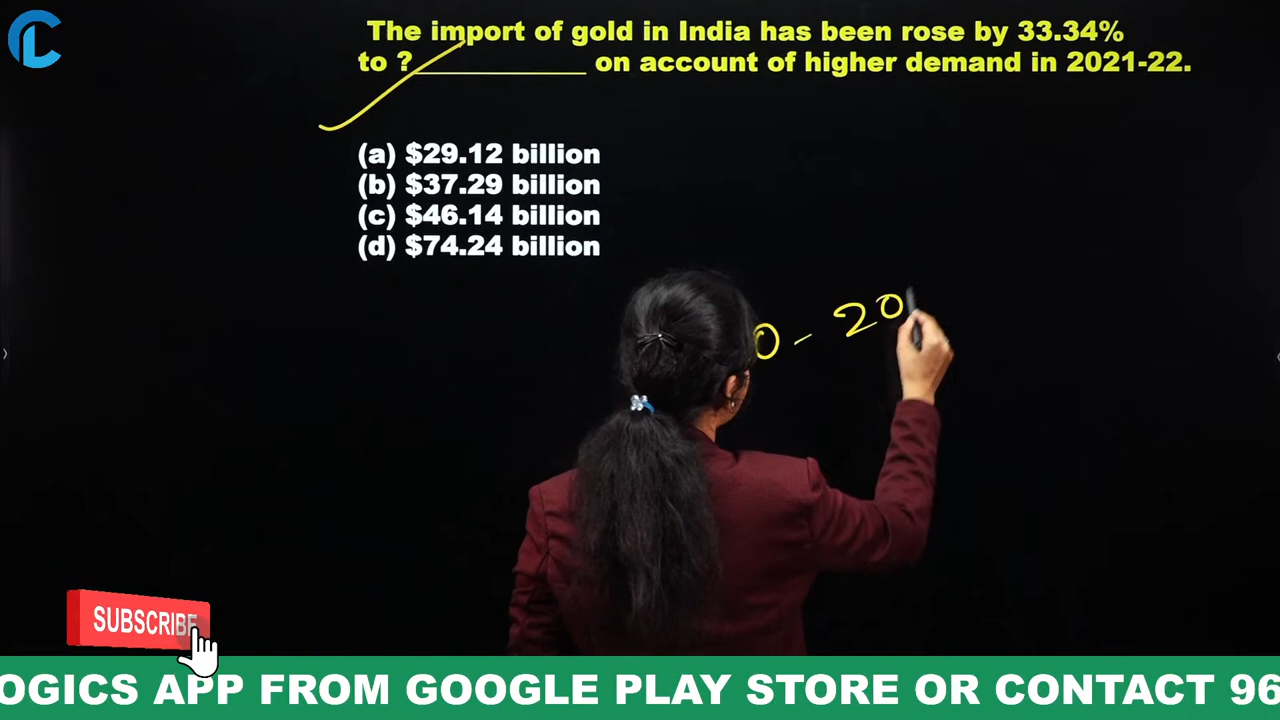 The import of gold in India has been rose by 33.34%
to ?____________ on account of higher demand in 2021-22.
(a) $29.12 billion
(b) $37.29 billion
(c) $46.14 billion
(d) $74.24 billion
0 - 20
SUBSCRIBE
OGICS APP FROM GOOGLE PLAY STORE OR CONTACT 96